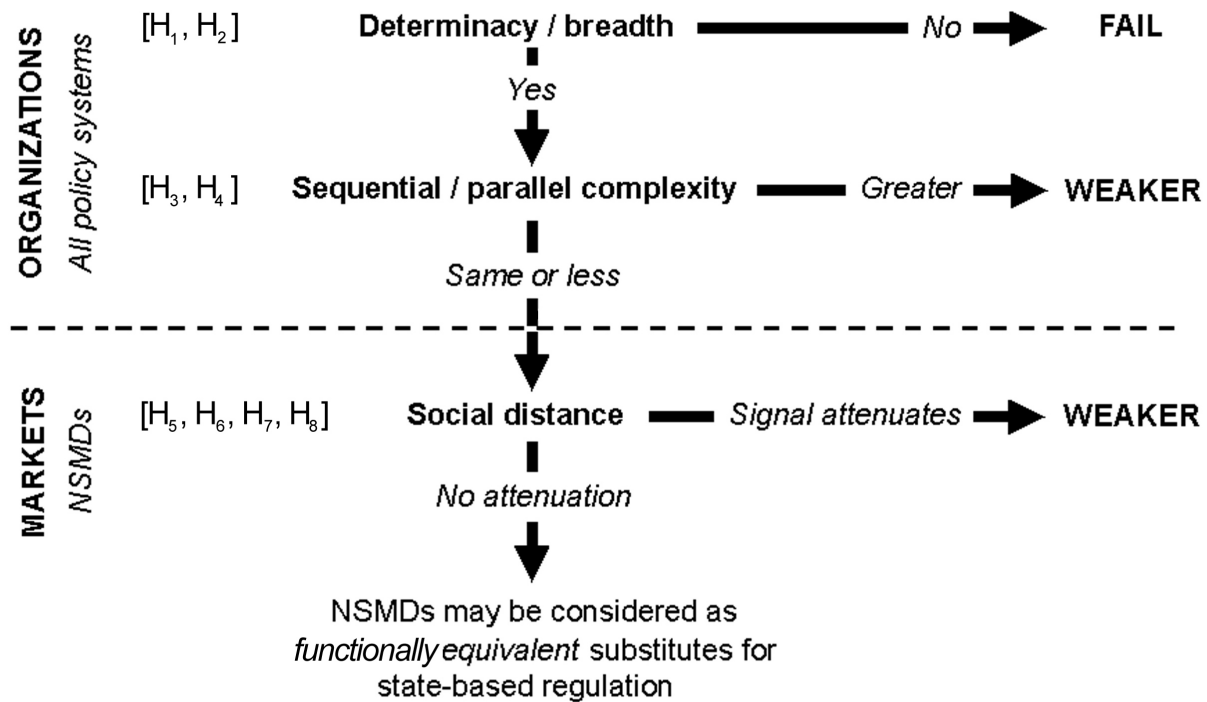 ORGANIZATIONS
All policy systems
[H₁, H₂] Determinacy / breadth No FAIL
Yes
[H₃, H₄] Sequential / parallel complexity Greater WEAKER
Same or less
MARKETS
NSMDs
[H₅, H₆, H₇, H₈] Social distance Signal attenuates WEAKER
No attenuation
NSMDs may be considered as
functionally equivalent substitutes for
state-based regulation